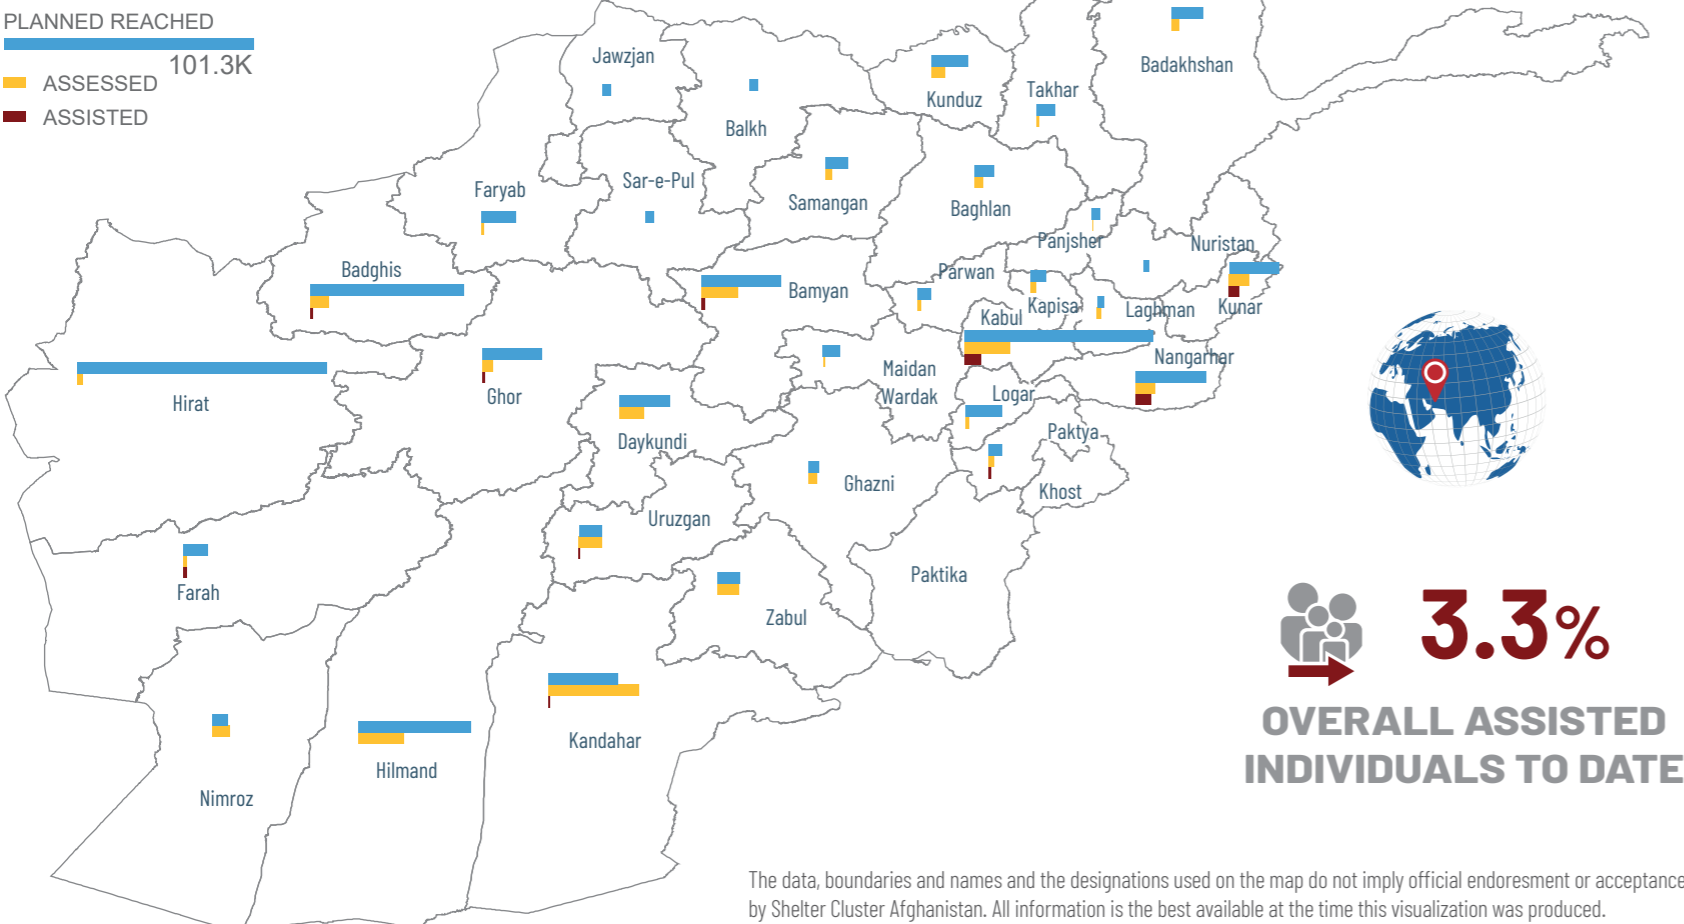 PLANNED REACHED
101.3K
ASSESSED
ASSISTED
Jawzjan
Balkh
Kunduz
Takhar
Badakhshan
Faryab
Sar-e-Pul
Samangan
Baghlan
Panjsher
Nuristan
Badghis
Bamyan
Parwan
Kapisa
Laghman
Kunar
Kabul
Nangarhar
Hirat
Ghor
Maidan
Wardak
Logar
Daykundi
Paktya
Ghazni
Khost
Uruzgan
Farah
Paktika
Zabul
Kandahar
Hilmand
Nimroz
3.3%
OVERALL ASSISTED
INDIVIDUALS TO DATE
The data, boundaries and names and the designations used on the map do not imply official endoresment or acceptance
by Shelter Cluster Afghanistan. All information is the best available at the time this visualization was produced.